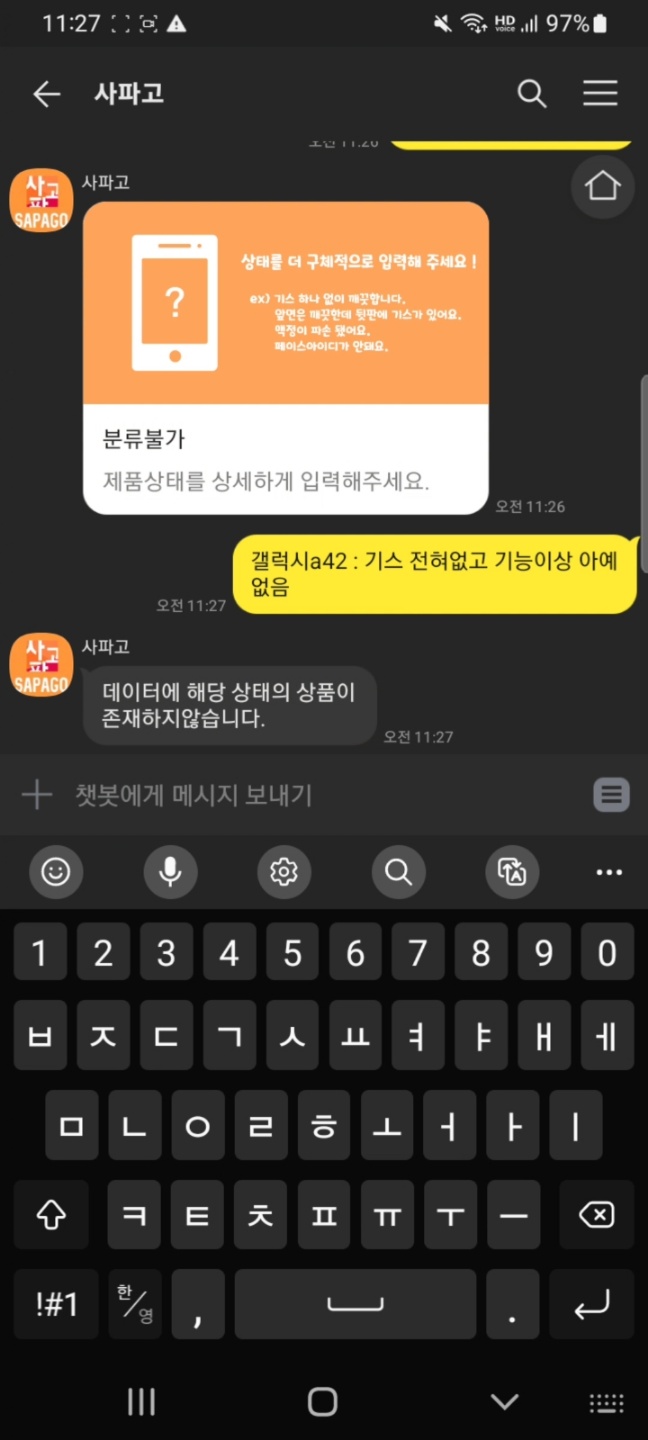 11:27
HD voice 97%
사파고
오전 11:26
사고 파 SAPAGO
사파고
상태를 더 구체적으로 입력해 주세요 !
?
ex) 기스 하나 없이 깨끗합니다.
앞면은 깨끗한데 뒷판에 기스가 있어요.
액정이 파손 됐어요.
페이스아이디가 안돼요.
분류불가
제품상태를 상세하게 입력해주세요.
오전 11:26
갤럭시a42 : 기스 전혀없고 기능이상 아예
없음
오전 11:27
사고 파 SAPAGO
사파고
데이터에 해당 상태의 상품이
존재하지않습니다.
오전 11:27
챗봇에게 메시지 보내기
1 2 3 4 5 6 7 8 9 0
ㅂ ㅈ ㄷ ㄱ ㅅ ㅛ ㅕ ㅑ ㅐ ㅔ
ㅁ ㄴ ㅇ ㄹ ㅎ ㅗ ㅓ ㅏ ㅣ
ㅋ ㅌ ㅊ ㅍ ㅠ ㅜ ㅡ
!#1 한/영 , .